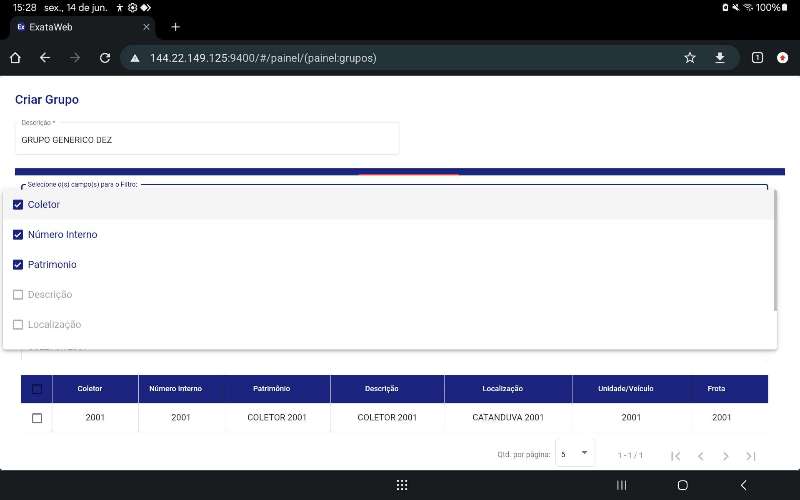 15:28 sex., 14 de jun. 100%
Ex ExataWeb
144.22.149.125:9400/#/painel/(painel:grupos) 1
Criar Grupo
Descrição *
GRUPO GENERICO DEZ
Selecione o(s) campo(s) para o Filtro:
Coletor
Número Interno
Patrimonio
Descrição
Localização
Coletor Número Interno Patrimônio Descrição Localização Unidade/Veículo Frota
2001 2001 COLETOR 2001 COLETOR 2001 CATANDUVA 2001 2001 2001
Qtd. por página: 5 1 - 1 / 1